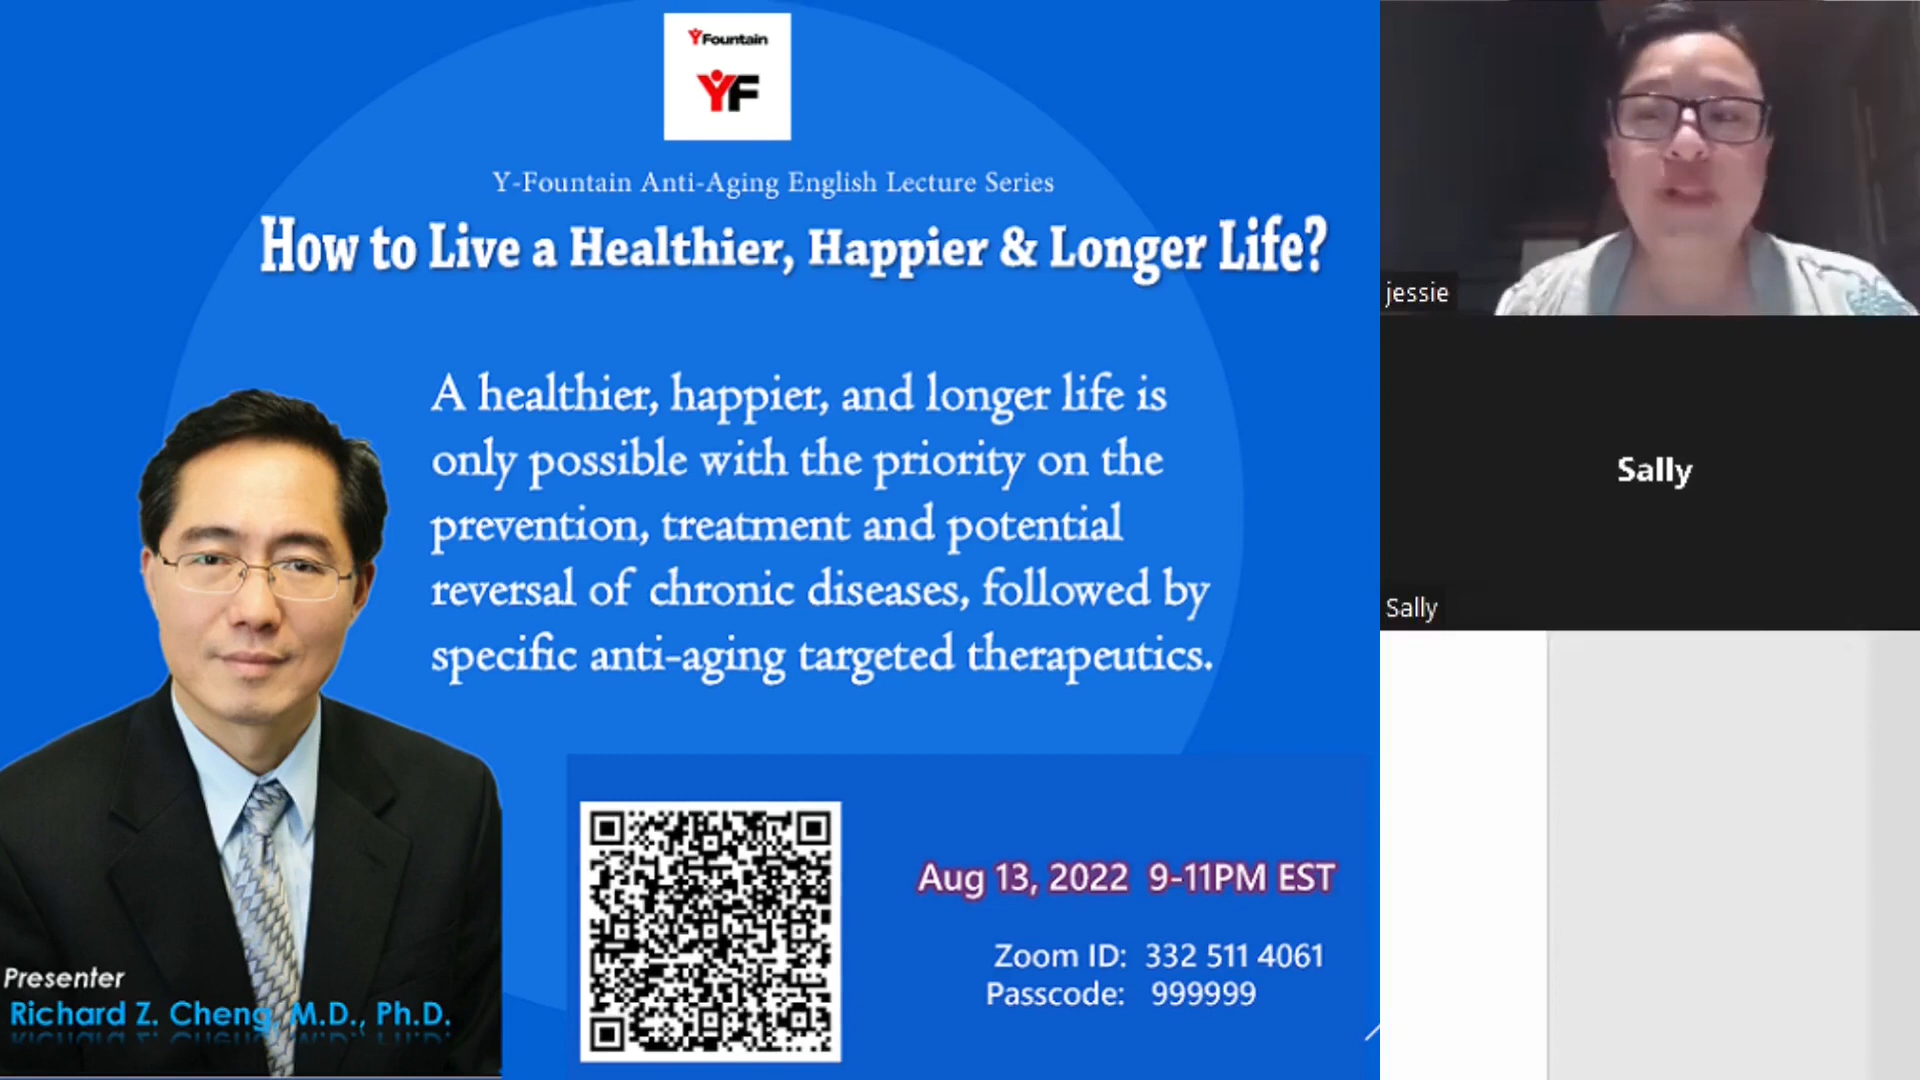 YFountain
YF
Y-Fountain Anti-Aging English Lecture Series
How to Live a Healthier, Happier & Longer Life?
A healthier, happier, and longer life is
only possible with the priority on the
prevention, treatment and potential
reversal of chronic diseases, followed by
specific anti-aging targeted therapeutics.
Presenter
Richard Z. Cheng, M.D., Ph.D.
Aug 13, 2022 9-11PM EST
Zoom ID: 332 511 4061
Passcode: 999999
jessie
Sally
Sally